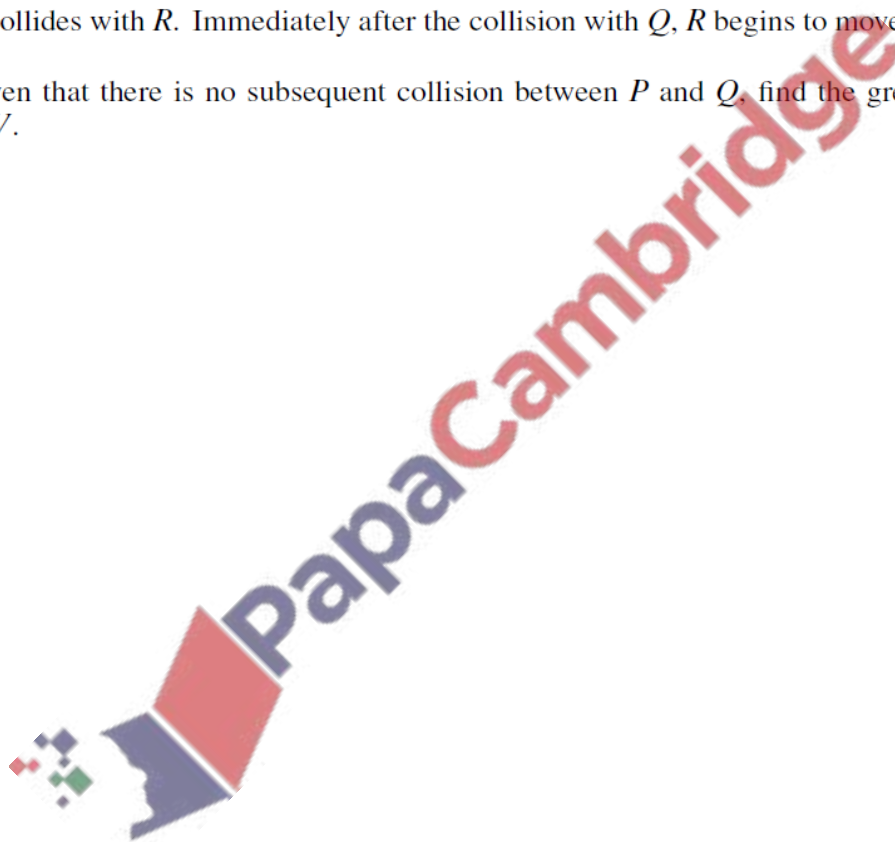 ollides with R. Immediately after the collision with Q, R begins to move
en that there is no subsequent collision between P and Q, find the gr
.
PapaCambridge